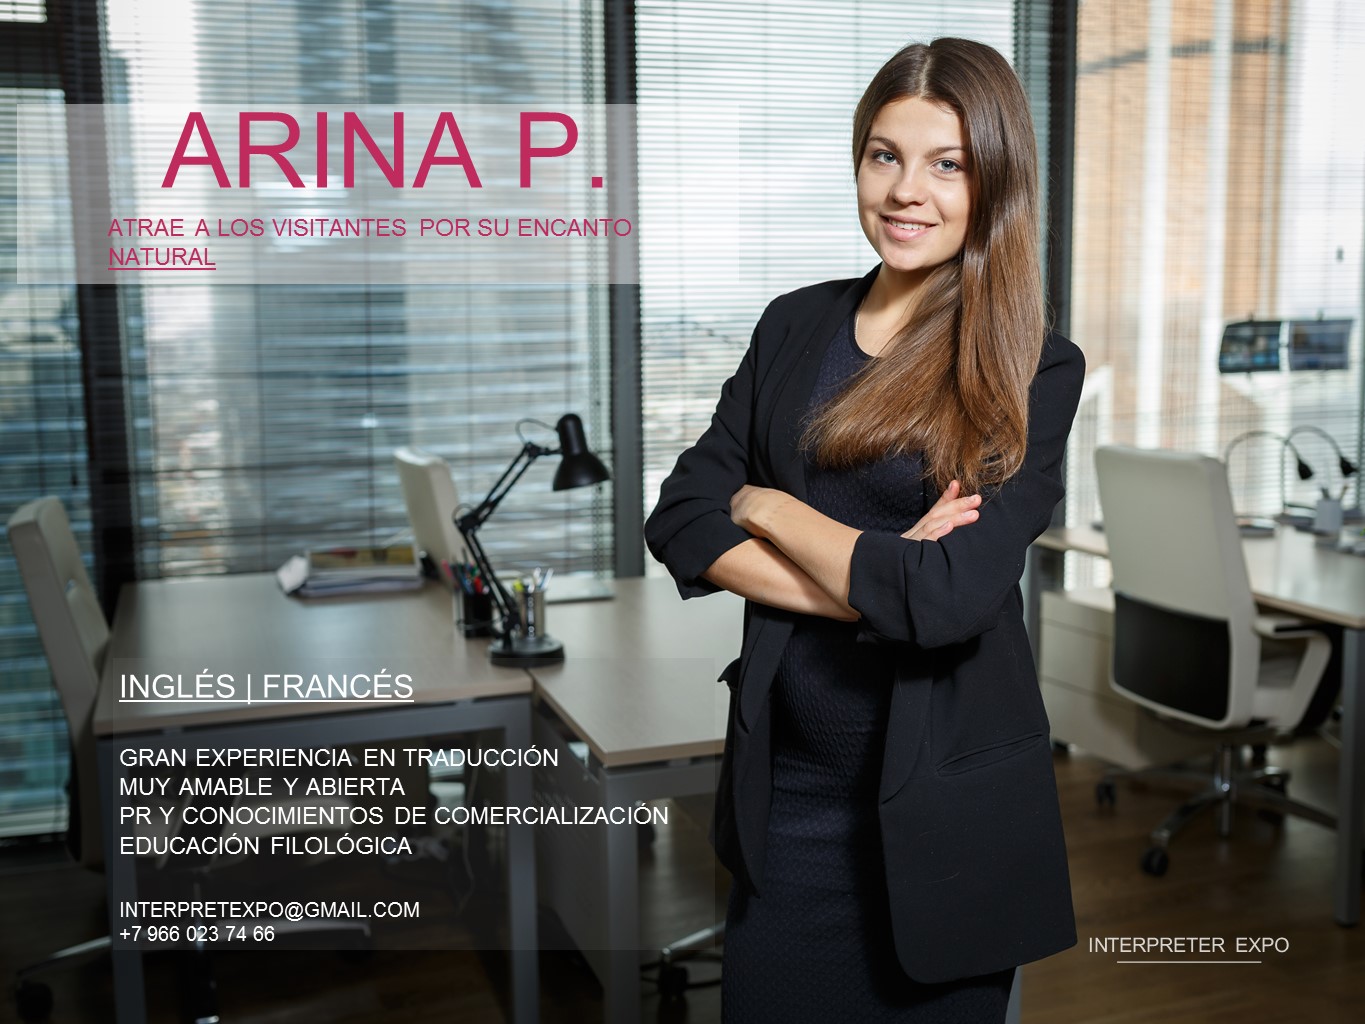 ARINA P.
ATRAE A LOS VISITANTES POR SU ENCANTO
NATURAL
INGLÉS | FRANCÉS
GRAN EXPERIENCIA EN TRADUCCIÓN
MUY AMABLE Y ABIERTA
PR Y CONOCIMIENTOS DE COMERCIALIZACIÓN
EDUCACIÓN FILOLÓGICA
INTERPRETEXPO@GMAIL.COM
+7 966 023 74 66
INTERPRETER EXPO